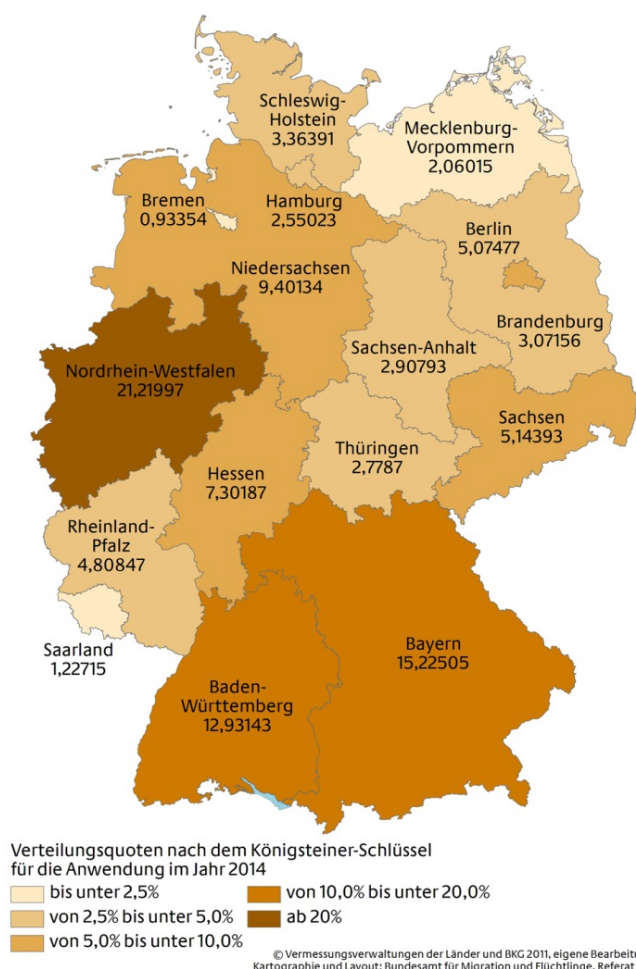 Schleswig-
Holstein
3,36391
Mecklenburg-
Vorpommern
2,06015
Bremen
0,93354
Hamburg
2,55023
Berlin
5,07477
Niedersachsen
9,40134
Brandenburg
3,07156
Sachsen-Anhalt
2,90793
Nordrhein-Westfalen
21,21997
Sachsen
5,14393
Thüringen
2,7787
Hessen
7,30187
Rheinland-
Pfalz
4,80847
Saarland
1,22715
Bayern
15,22505
Baden-
Württemberg
12,93143
Verteilungsquoten nach dem Königsteiner-Schlüssel
für die Anwendung im Jahr 2014
bis unter 2,5%
von 2,5% bis unter 5,0%
von 5,0% bis unter 10,0%
von 10,0% bis unter 20,0%
ab 20%
© Vermessungsverwaltungen der Länder und BKG 2011, eigene Bearbeit
Kartographie und Layout: Bundesamt für Migration und Flüchtlinge, Referat